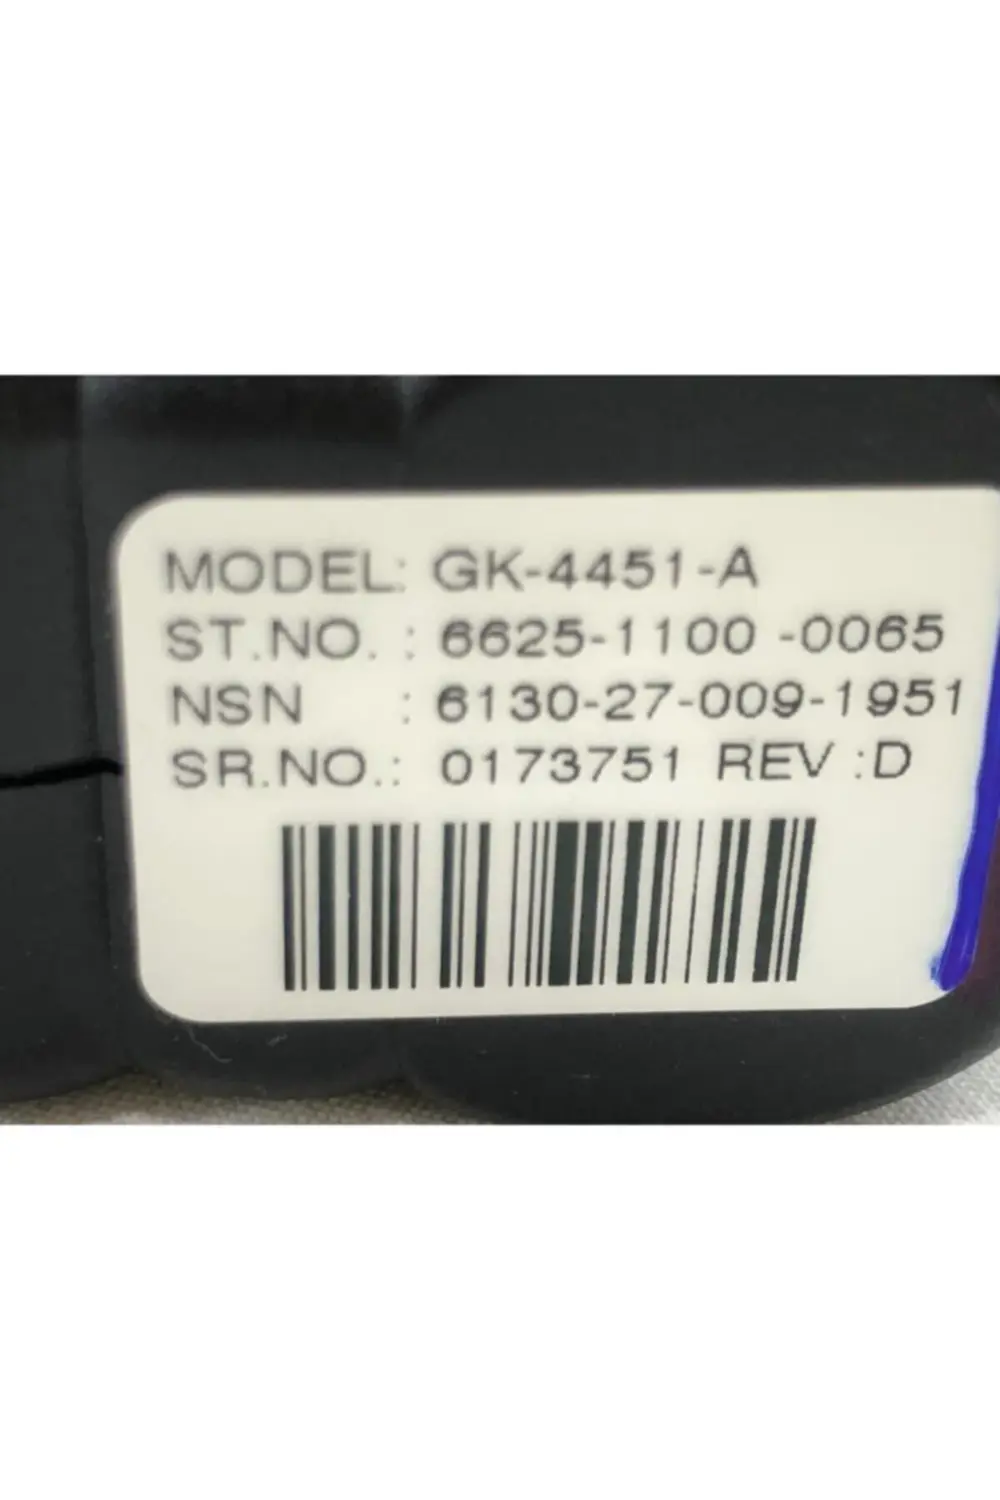 MODEL: GK-4451-A
ST.NO. : 6625-1100 -0065
NSN : 6130-27-009-1951
SR.NO.: 0173751 REV :D